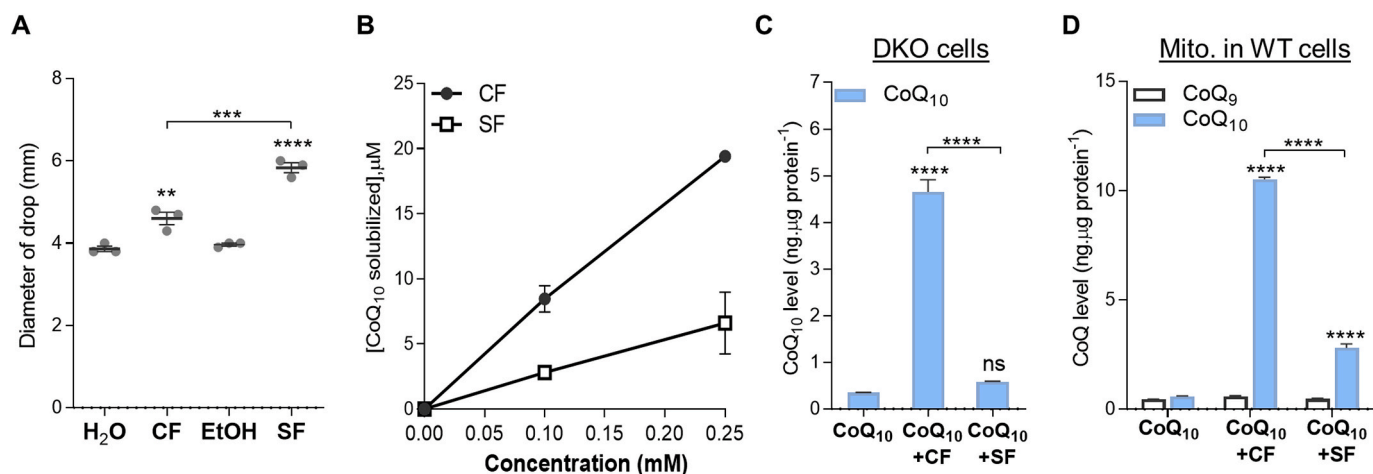 A
Diameter of drop (mm)
8
6
4
2
0
***
**
****
H₂O CF EtOH SF
B
[CoQ₁₀ solubilized],μM
25
20
15
10
5
0
CF
SF
0.00 0.05 0.10 0.15 0.20 0.25
Concentration (mM)
C
DKO cells
CoQ₁₀ level (ng.μg protein⁻¹)
7
6
5
4
3
2
1
0
CoQ₁₀
****
****
ns
CoQ₁₀ CoQ₁₀ CoQ₁₀
+CF +SF
D
Mito. in WT cells
CoQ level (ng.μg protein⁻¹)
15
10
5
0
CoQ₉
CoQ₁₀
****
****
****
CoQ₁₀ CoQ₁₀ CoQ₁₀
+CF +SF